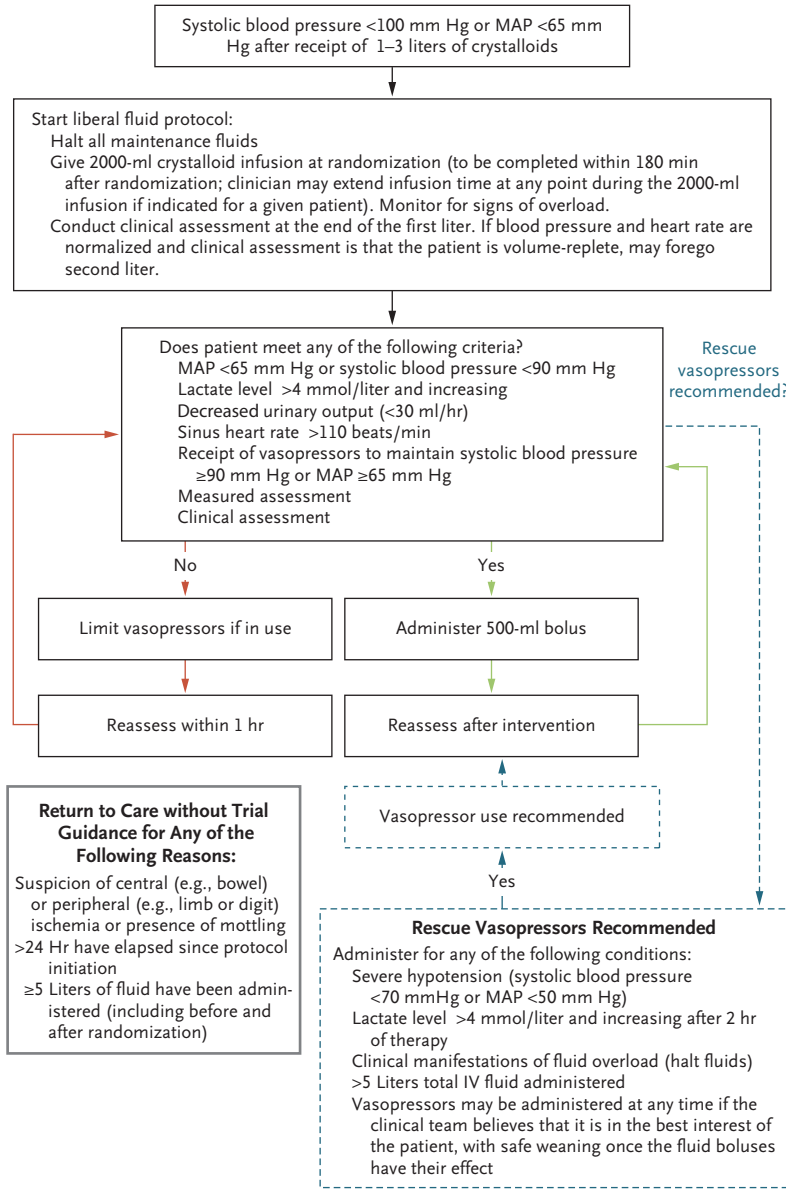 Systolic blood pressure <100 mm Hg or MAP <65 mm
Hg after receipt of 1–3 liters of crystalloids
Start liberal fluid protocol:
Halt all maintenance fluids
Give 2000-ml crystalloid infusion at randomization (to be completed within 180 min
after randomization; clinician may extend infusion time at any point during the 2000-ml
infusion if indicated for a given patient). Monitor for signs of overload.
Conduct clinical assessment at the end of the first liter. If blood pressure and heart rate are
normalized and clinical assessment is that the patient is volume-replete, may forego
second liter.
Does patient meet any of the following criteria?
MAP <65 mm Hg or systolic blood pressure <90 mm Hg
Lactate level >4 mmol/liter and increasing
Decreased urinary output (<30 ml/hr)
Sinus heart rate >110 beats/min
Receipt of vasopressors to maintain systolic blood pressure
≥90 mm Hg or MAP ≥65 mm Hg
Measured assessment
Clinical assessment
Rescue
vasopressors
recommended?
No
Yes
Limit vasopressors if in use
Administer 500-ml bolus
Reassess within 1 hr
Reassess after intervention
Return to Care without Trial
Guidance for Any of the
Following Reasons:
Suspicion of central (e.g., bowel)
or peripheral (e.g., limb or digit)
ischemia or presence of mottling
>24 Hr have elapsed since protocol
initiation
≥5 Liters of fluid have been admin-
istered (including before and
after randomization)
Vasopressor use recommended
Yes
Rescue Vasopressors Recommended
Administer for any of the following conditions:
Severe hypotension (systolic blood pressure
<70 mmHg or MAP <50 mm Hg)
Lactate level >4 mmol/liter and increasing after 2 hr
of therapy
Clinical manifestations of fluid overload (halt fluids)
>5 Liters total IV fluid administered
Vasopressors may be administered at any time if the
clinical team believes that it is in the best interest of
the patient, with safe weaning once the fluid boluses
have their effect